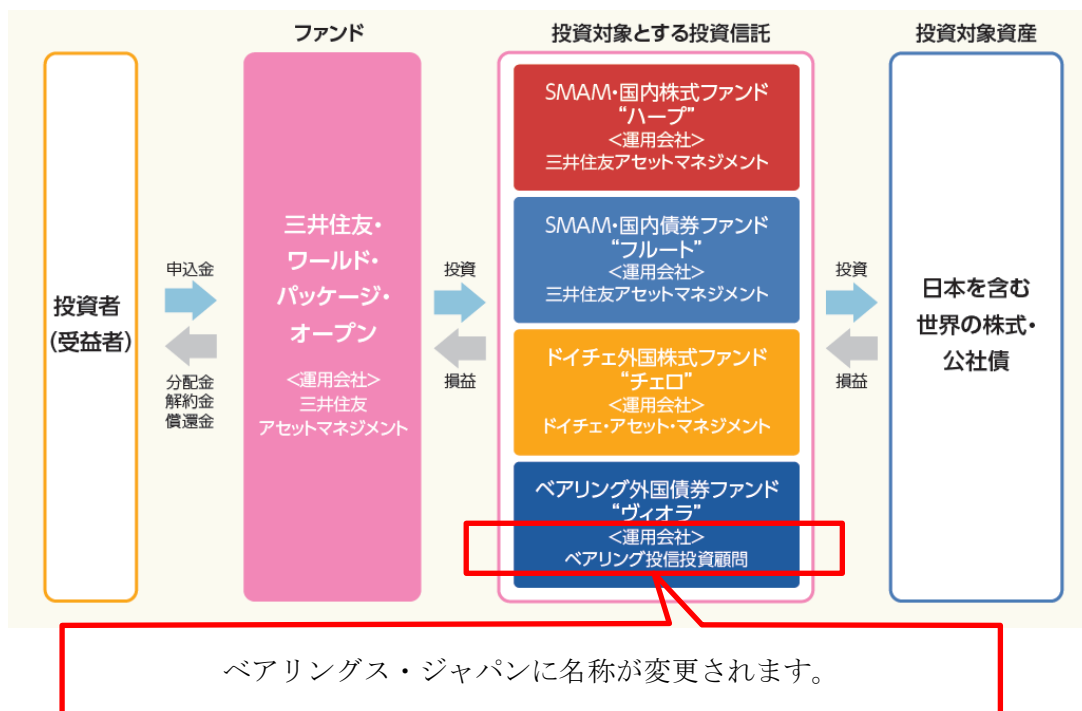 ファンド
投資対象とする投資信託
投資対象資産
投資者
(受益者)
申込金
分配金
解約金
償還金
三井住友・
ワールド・
パッケージ・
オープン
<運用会社>
三井住友
アセットマネジメント
投資
損益
SMAM・国内株式ファンド
“ハープ”
<運用会社>
三井住友アセットマネジメント
SMAM・国内債券ファンド
“フルート”
<運用会社>
三井住友アセットマネジメント
ドイチェ外国株式ファンド
“チェロ”
<運用会社>
ドイチェ・アセット・マネジメント
ベアリング外国債券ファンド
“ヴィオラ”
<運用会社>
ベアリング投信投資顧問
投資
損益
日本を含む
世界の株式・
公社債
ベアリングス・ジャパンに名称が変更されます。